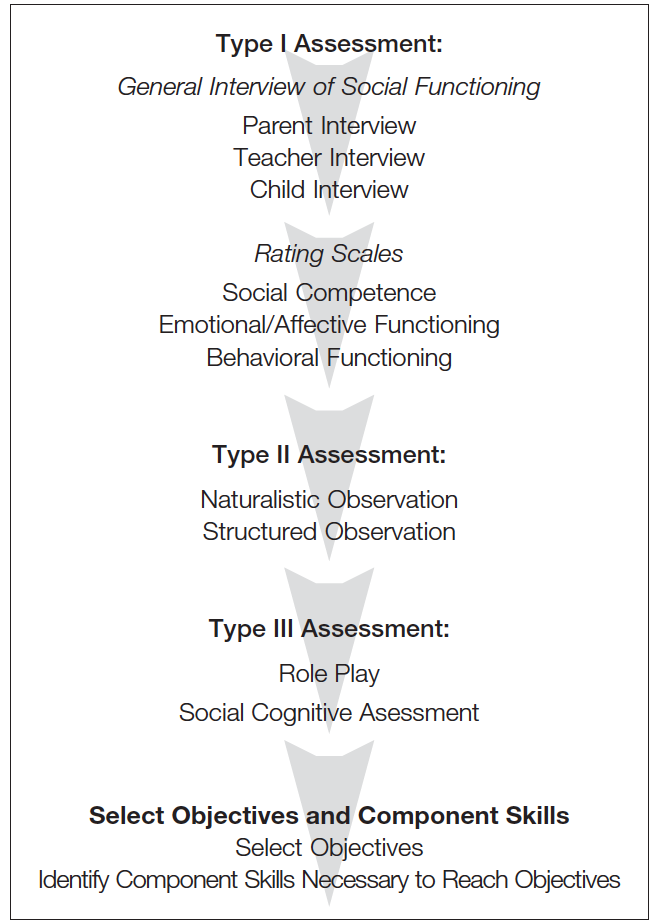 Type I Assessment:
General Interview of Social Functioning
Parent Interview
Teacher Interview
Child Interview
Rating Scales
Social Competence
Emotional/Affective Functioning
Behavioral Functioning
Type II Assessment:
Naturalistic Observation
Structured Observation
Type III Assessment:
Role Play
Social Cognitive Asessment
Select Objectives and Component Skills
Select Objectives
Identify Component Skills Necessary to Reach Objectives